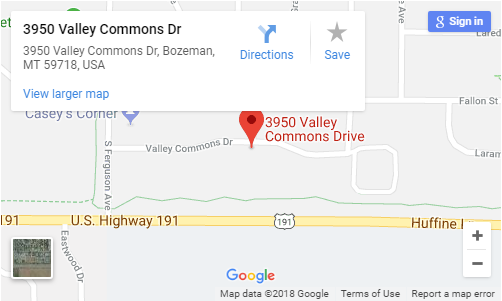 3950 Valley Commons Dr
3950 Valley Commons Dr, Bozeman,
MT 59718, USA
Directions
Save
View larger map
g Sign in
S Ferguson Ave
Fallon St
Casey's Corner
3950 Valley
Commons Drive
Valley Commons Dr
191
U.S. Highway 191
191
Eastwood Dr
+
−
Google
Map data ©2018 Google
Terms of Use
Report a map error